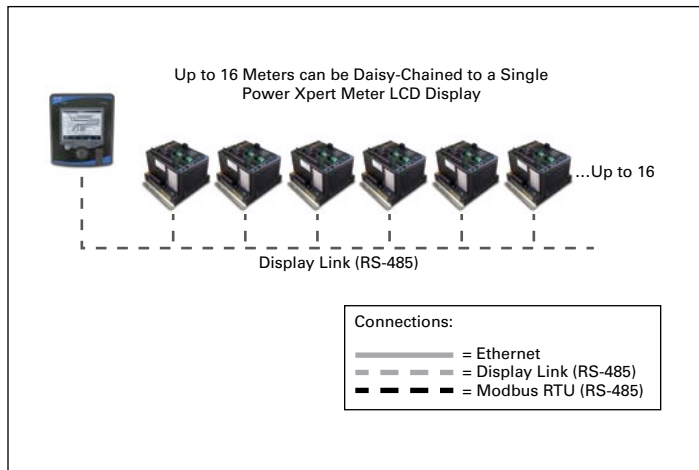 Up to 16 Meters can be Daisy-Chained to a Single
Power Xpert Meter LCD Display
...Up to 16
Display Link (RS-485)
Connections:
= Ethernet
= Display Link (RS-485)
= Modbus RTU (RS-485)